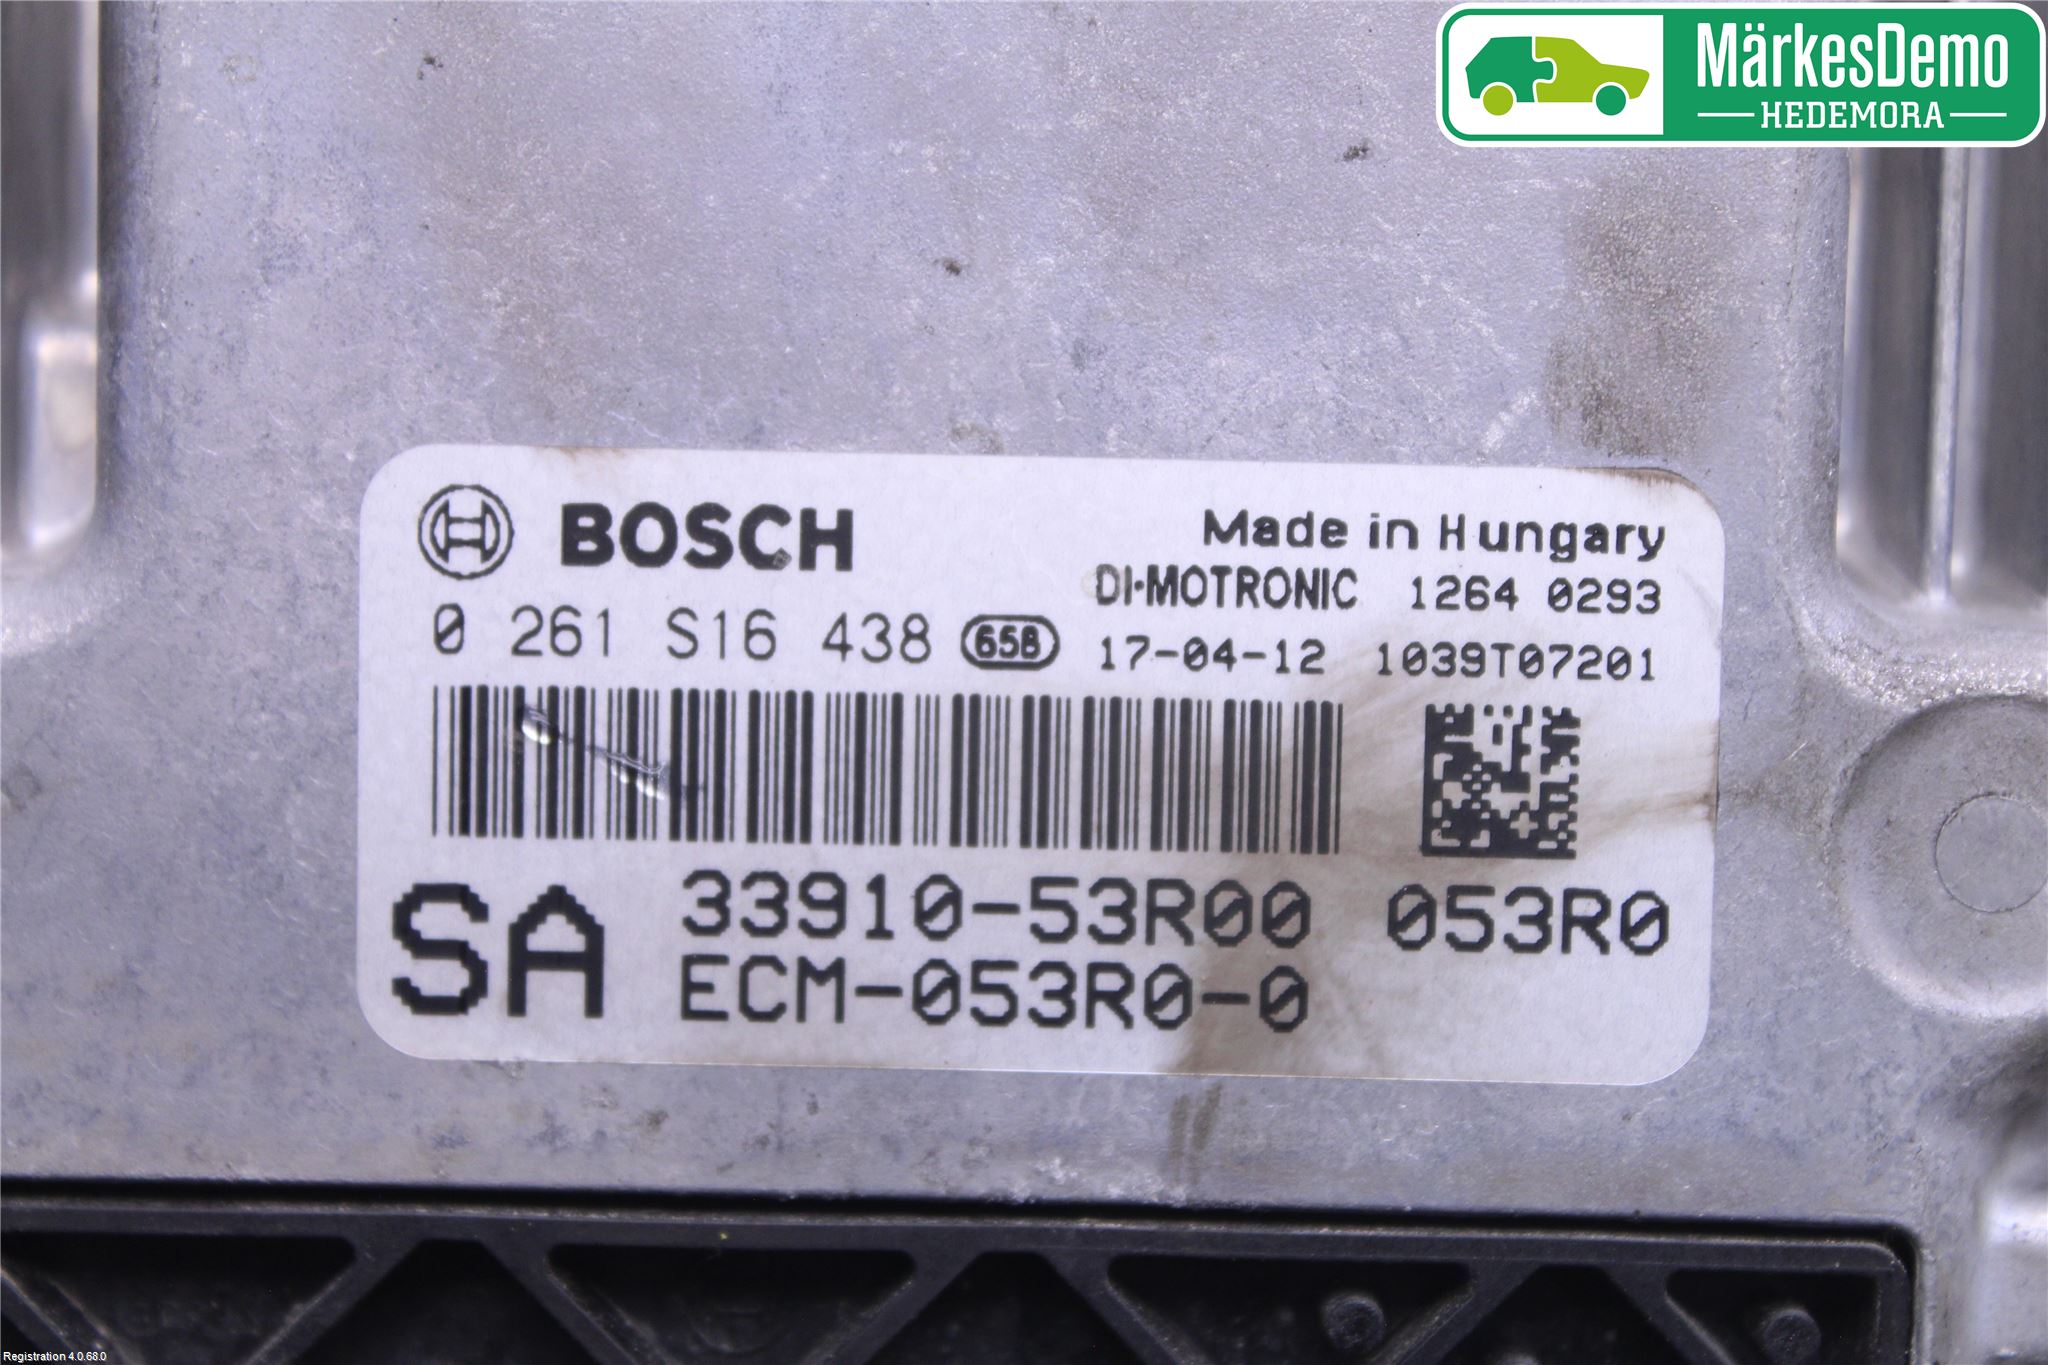 MärkesDemo
HEDEMORA
BOSCH
Made in Hungary
DI·MOTRONIC 1264 0293
0 261 S16 438 658 17-04-12 1039T07201
SA 33910-53R00 053R0
ECM-053R0-0
Registration 4.0.68.0